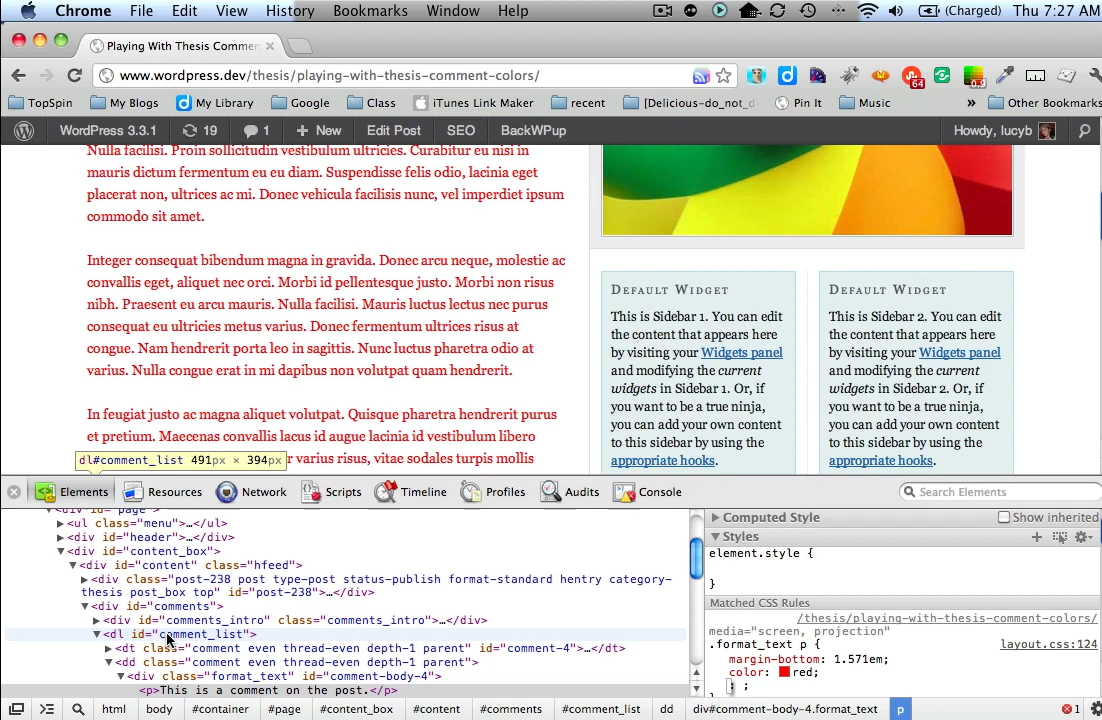 Chrome File Edit View History Bookmarks Window Help (Charged) Thu 7:27 AM
Playing With Thesis Commen
www.wordpress.dev/thesis/playing-with-thesis-comment-colors/
64
TopSpin My Blogs My Library Google Class iTunes Link Maker recent [Delicious-do_not_d Pin It Music » Other Bookmarks
WordPress 3.3.1 19 1 + New Edit Post SEO BackWPup Howdy, lucyb
Nulla facilisi. Proin sollicitudin vestibulum ultricies. Curabitur eu nisi in
mauris dictum fermentum eu eu diam. Suspendisse felis odio, lacinia eget
placerat non, ultrices ac mi. Donec vehicula facilisis nunc, vel imperdiet ipsum
commodo sit amet.
Integer consequat bibendum magna in gravida. Donec arcu neque, molestie ac
convallis eget, aliquet nec orci. Morbi id pellentesque justo. Morbi non risus
nibh. Praesent eu arcu mauris. Nulla facilisi. Mauris luctus lectus nec purus
consequat eu ultricies metus varius. Donec fermentum ultrices risus at
congue. Nam hendrerit porta leo in sagittis. Nunc luctus pharetra odio at
varius. Nulla congue erat in mi dapibus non volutpat quam hendrerit.
In feugiat justo ac magna aliquet volutpat. Quisque pharetra hendrerit purus
et pretium. Maecenas convallis lacus id augue lacinia id vestibulum libero
r varius risus, vitae sodales turpis mollis
dl#comment_list 491px × 394px
Default Widget
This is Sidebar 1. You can edit
the content that appears here
by visiting your Widgets panel
and modifying the current
widgets in Sidebar 1. Or, if
you want to be a true ninja,
you can add your own content
to this sidebar by using the
appropriate hooks.
Default Widget
This is Sidebar 2. You can edit
the content that appears here
by visiting your Widgets panel
and modifying the current
widgets in Sidebar 2. Or, if
you want to be a true ninja,
you can add your own content
to this sidebar by using the
appropriate hooks.
Elements Resources Network Scripts Timeline Profiles Audits Console Search Elements
<div id="page">
<ul class="menu">…</ul>
<div id="header">…</div>
<div id="content_box">
<div id="content" class="hfeed">
<div class="post-238 post type-post status-publish format-standard hentry category-
thesis post_box top" id="post-238">…</div>
<div id="comments">
<div id="comments_intro" class="comments_intro">…</div>
<dl id="comment_list">
<dt class="comment even thread-even depth-1 parent" id="comment-4">…</dt>
<dd class="comment even thread-even depth-1 parent">
<div class="format_text" id="comment-body-4">
<p>This is a comment on the post.</p>
Computed Style Show inherited
Styles
element.style {
}
Matched CSS Rules
/thesis/playing-with-thesis-comment-colors/
media="screen, projection"
.format_text p { layout.css:124
margin-bottom: 1.571em;
color: red;
: ;
}
html body #container #page #content_box #content #comments #comment_list dd div#comment-body-4.format_text p 1